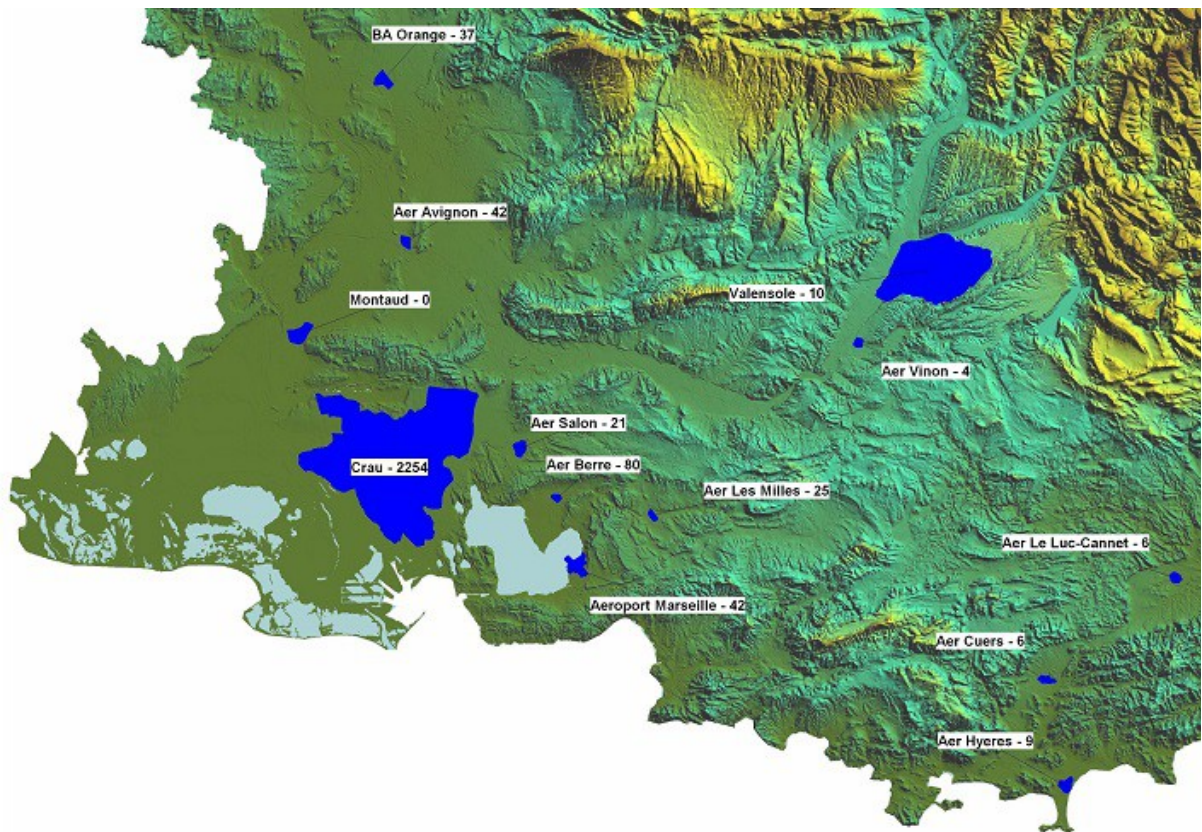 BA Orange - 37
Aer Avignon - 42
Montaud - 0
Valensole - 10
Aer Vinon - 4
Aer Salon - 21
Crau - 2254
Aer Berre - 80
Aer Les Milles - 25
Aer Le Luc-Cannet - 6
Aeroport Marseille - 42
Aer Cuers - 6
Aer Hyeres - 9